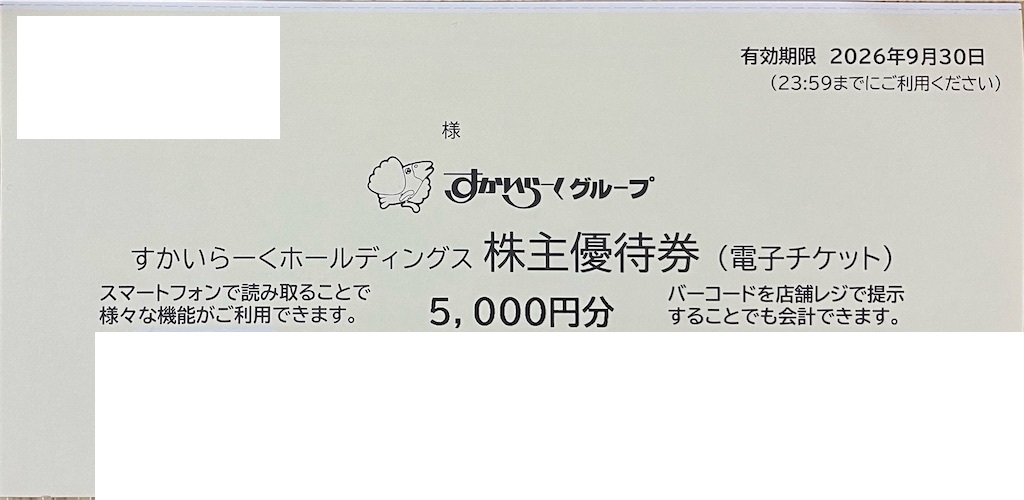 有効期限 2026年9月30日
（23:59までにご利用ください）
様
すかいらーくグループ
すかいらーくホールディングス 株主優待券（電子チケット）
スマートフォンで読み取ることで
様々な機能がご利用できます。
5,000円分
バーコードを店舗レジで提示
することでも会計できます。